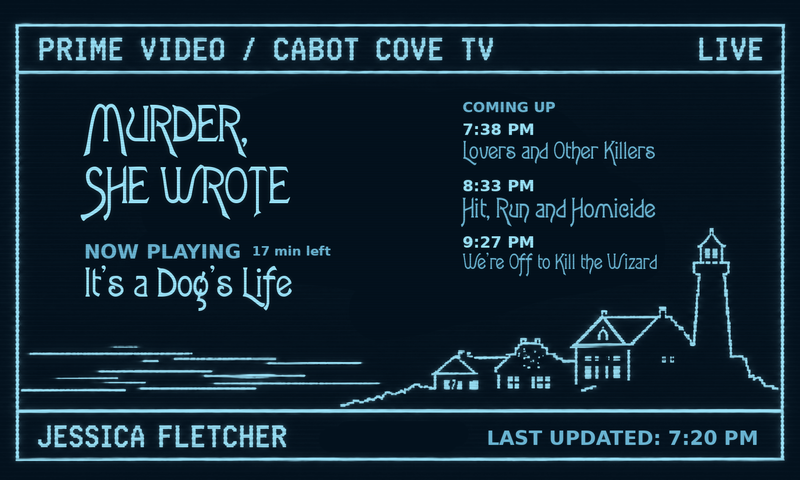 PRIME VIDEO / CABOT COVE TV
LIVE
MURDER,
SHE WROTE
NOW PLAYING 17 min left
It's a Dog's Life
COMING UP
7:38 PM
Lovers and Other Killers
8:33 PM
Hit, Run and Homicide
9:27 PM
We're Off to Kill the Wizard
JESSICA FLETCHER
LAST UPDATED: 7:20 PM